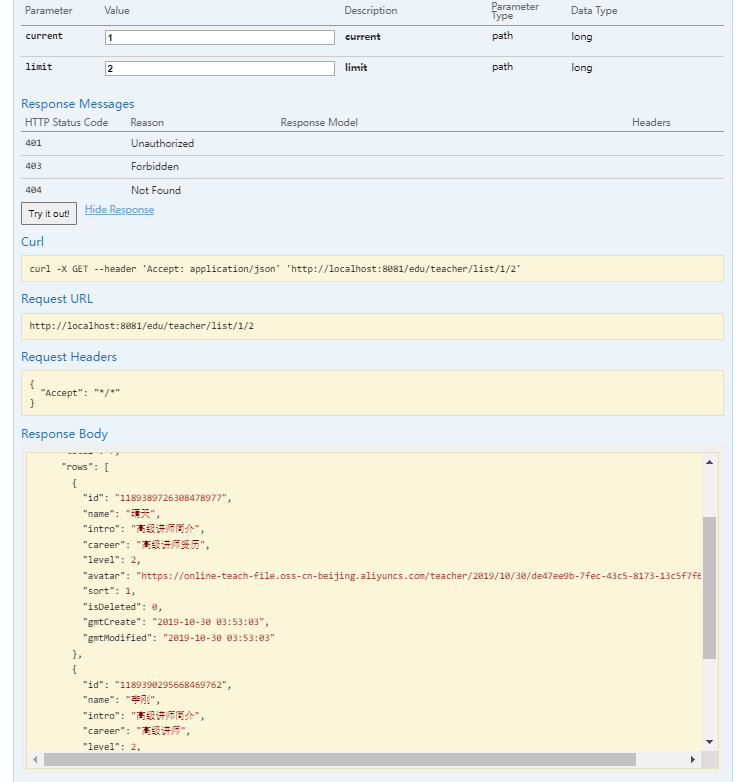 Parameter Value Description Parameter Type Data Type
current 1 current path long
limit 2 limit path long
Response Messages
HTTP Status Code Reason Response Model Headers
401 Unauthorized
403 Forbidden
404 Not Found
Try it out! Hide Response
Curl
curl -X GET --header 'Accept: application/json' 'http://localhost:8081/edu/teacher/list/1/2'
Request URL
http://localhost:8081/edu/teacher/list/1/2
Request Headers
{
"Accept": "*/*"
}
Response Body
"rows": [
{
"id": "1189389726308478977",
"name": "晴天",
"intro": "高级讲师简介",
"career": "高级讲师资历",
"level": 2,
"avatar": "https://online-teach-file.oss-cn-beijing.aliyuncs.com/teacher/2019/10/30/de47ee9b-7fec-43c5-8173-13c5f7f6
"sort": 1,
"isDeleted": 0,
"gmtCreate": "2019-10-30 03:53:03",
"gmtModified": "2019-10-30 03:53:03"
},
{
"id": "1189390295668469762",
"name": "李刚",
"intro": "高级讲师简介",
"career": "高级讲师",
"level": 2,